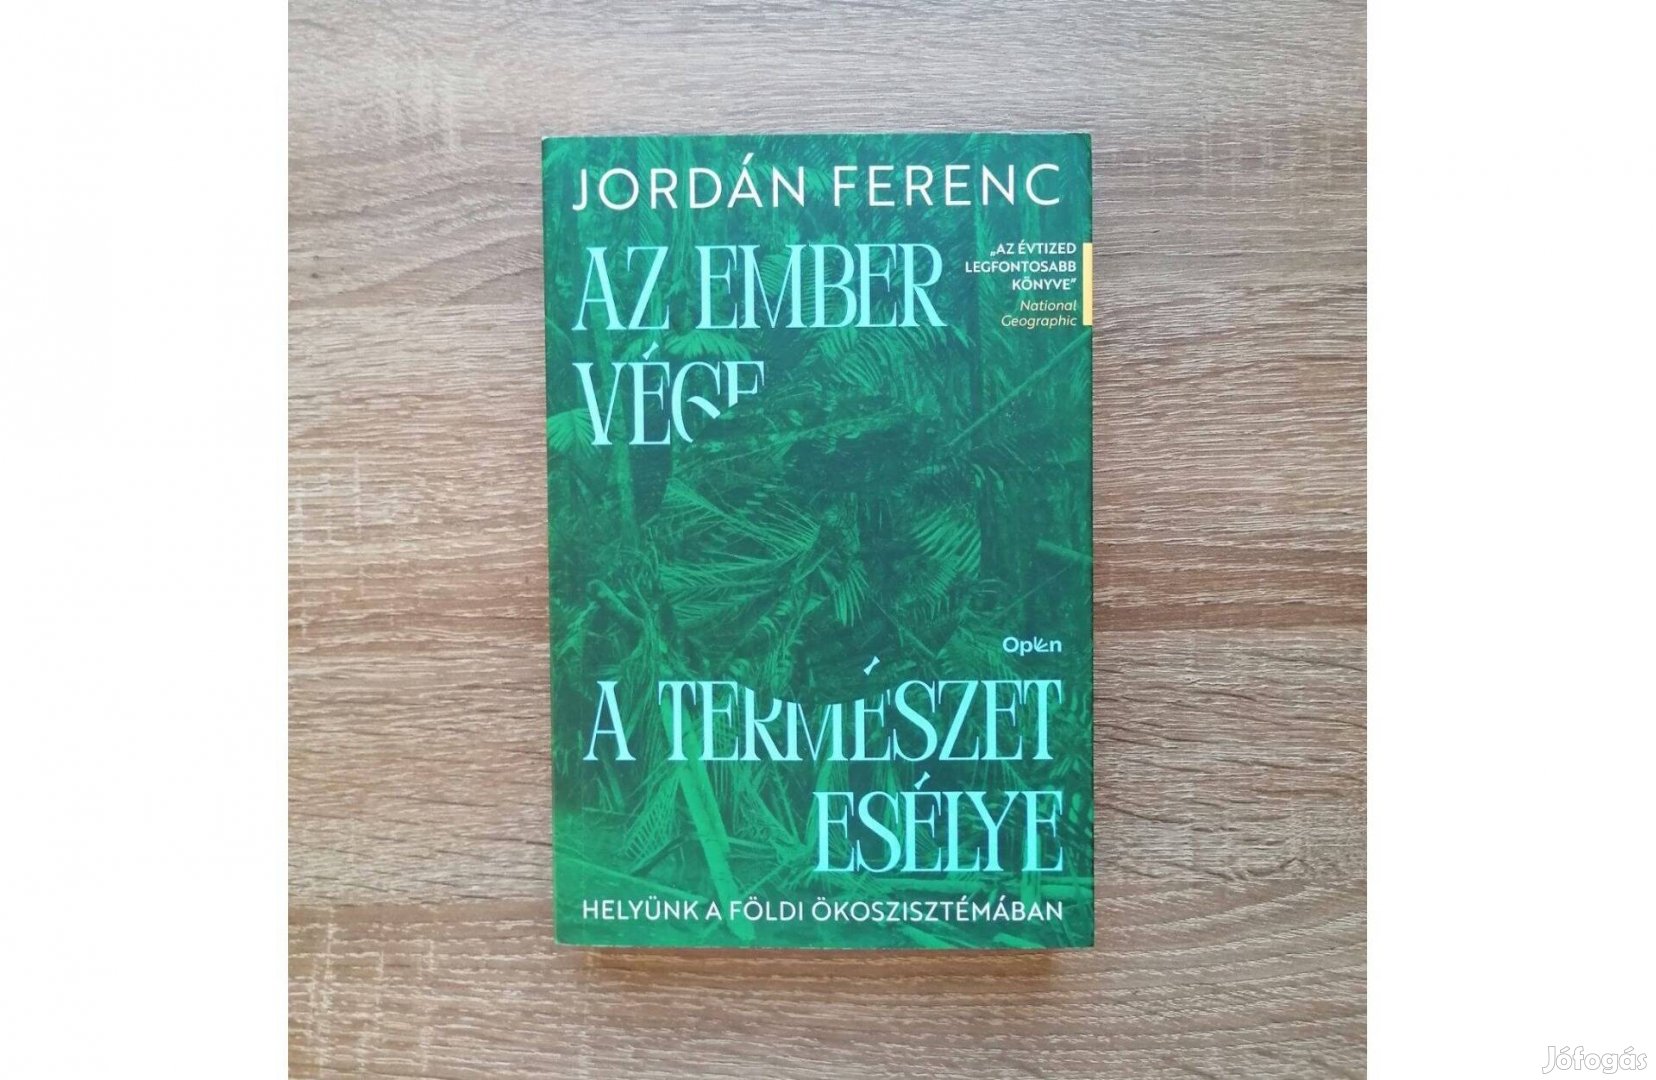 JORDÁN FERENC
AZ EMBER
VÉGE
„AZ ÉVTIZED
LEGFONTOSABB
KÖNYVE”
National
Geographic
Open
A TERMÉSZET
ESÉLYE
HELYÜNK A FÖLDI ÖKOSZISZTÉMÁBAN
Jófogás